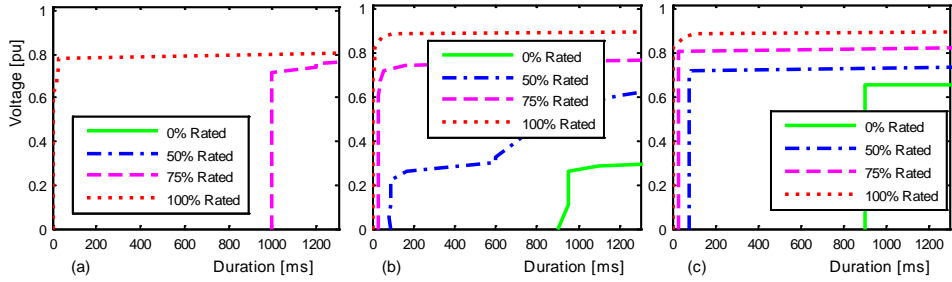 Voltage [pu]
1
0.8
0.6
0.4
0.2
0
0% Rated
50% Rated
75% Rated
100% Rated
0 200 400 600 800 1000 1200
(a) Duration [ms]
1
0.8
0.6
0.4
0.2
0
0% Rated
50% Rated
75% Rated
100% Rated
0 200 400 600 800 1000 1200
(b) Duration [ms]
1
0.8
0.6
0.4
0.2
0
0% Rated
50% Rated
75% Rated
100% Rated
0 200 400 600 800 1000 1200
(c) Duration [ms]